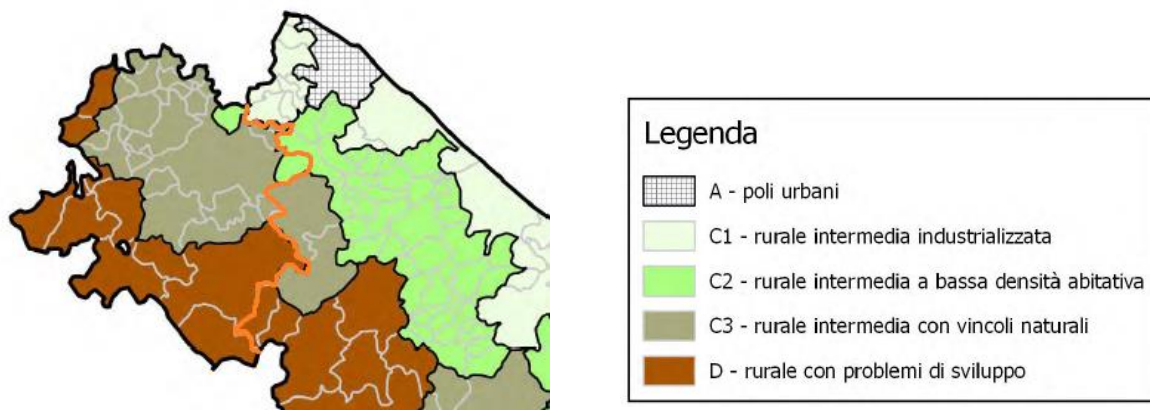 Legenda
A - poli urbani
C1 - rurale intermedia industrializzata
C2 - rurale intermedia a bassa densità abitativa
C3 - rurale intermedia con vincoli naturali
D - rurale con problemi di sviluppo